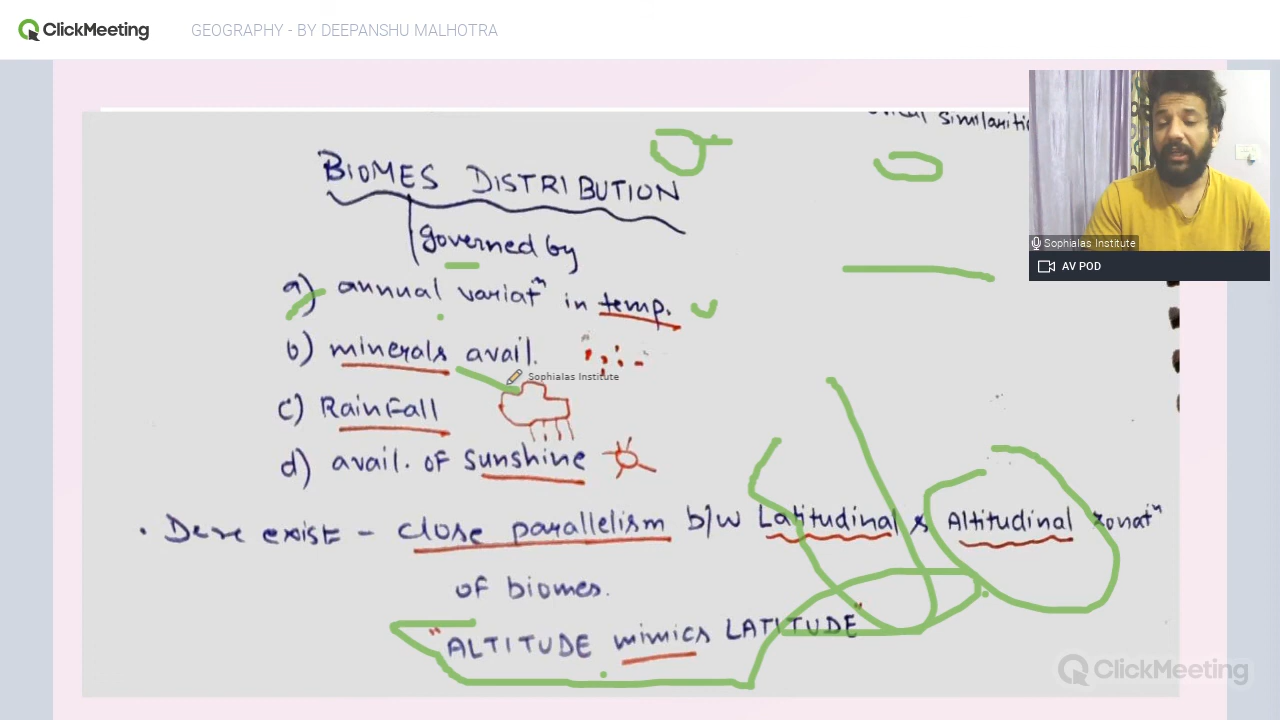 ClickMeeting GEOGRAPHY - BY DEEPANSHU MALHOTRA
similaritie
BIOMES DISTRIBUTION
governed by
a) annual variatⁿ in temp.
b) minerals avail.
Sophialas Institute
c) RainFall
d) avail. of sunshine
• Dere exist - close parallelism b/w Latitudinal & Altitudinal zonatⁿ
of biomes.
"ALTITUDE mimics LATITUDE"
Sophialas Institute
AV POD
ClickMeeting